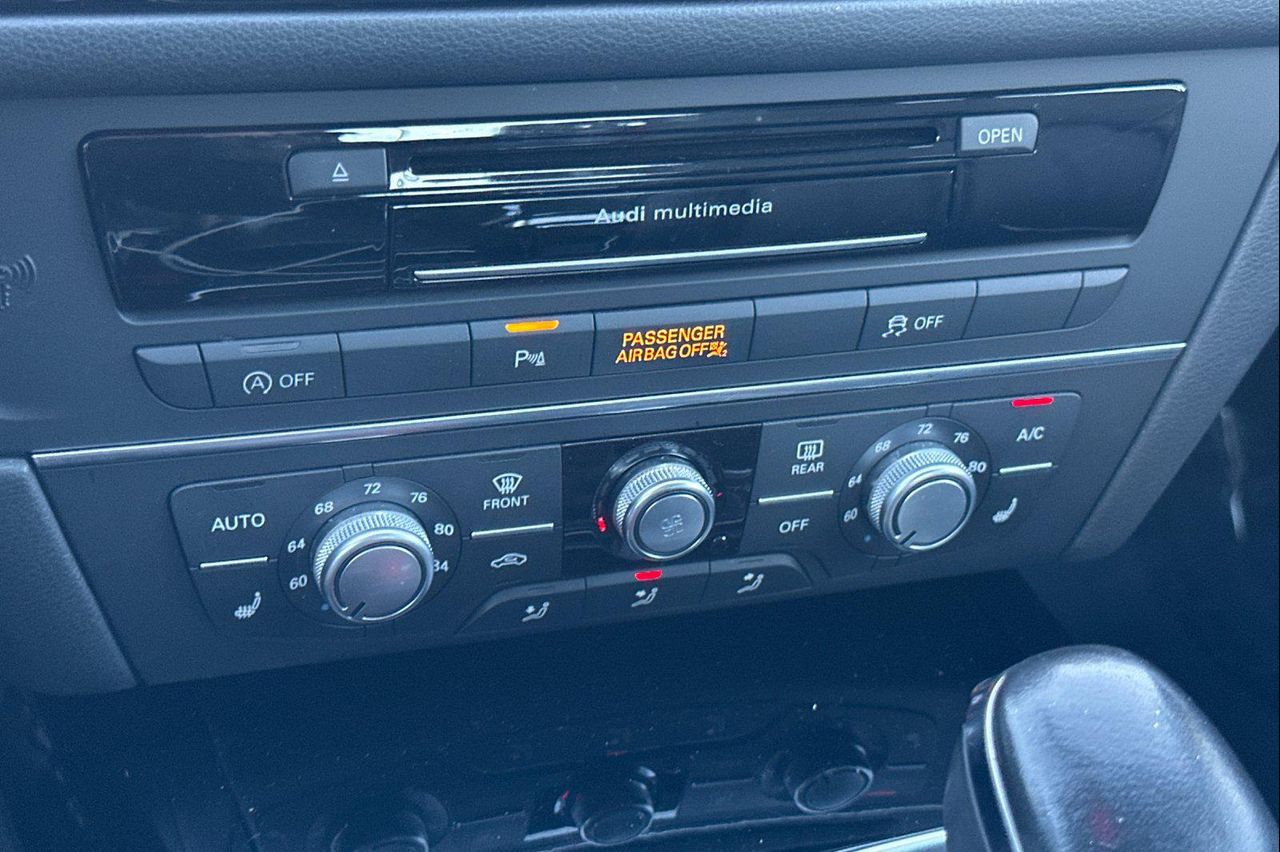 OPEN
Audi multimedia
A OFF
P
PASSENGER
AIRBAG OFF 2
OFF
AUTO
60 64 68 72 76 80 84
FRONT
REAR
OFF
60 64 68 72 76 80
A/C